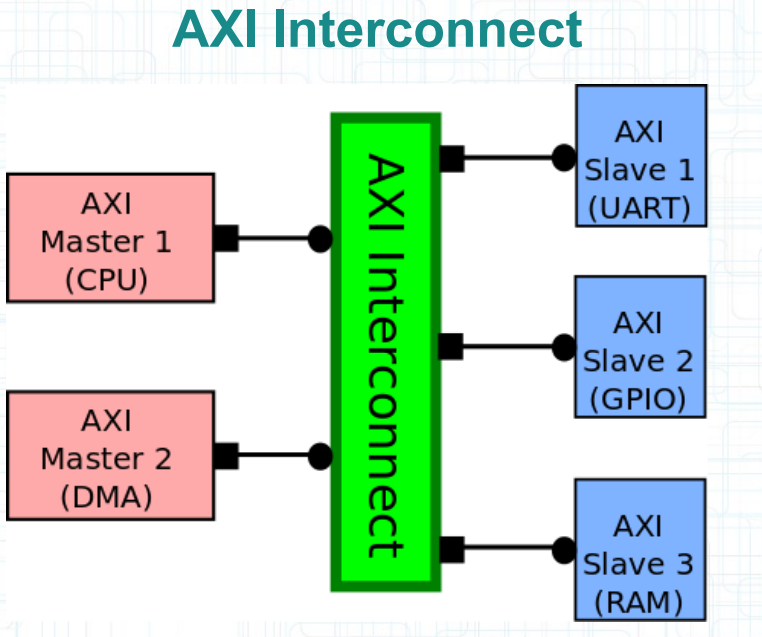 AXI Interconnect
AXI
Master 1
(CPU)
AXI
Master 2
(DMA)
AXI Interconnect
AXI
Slave 1
(UART)
AXI
Slave 2
(GPIO)
AXI
Slave 3
(RAM)